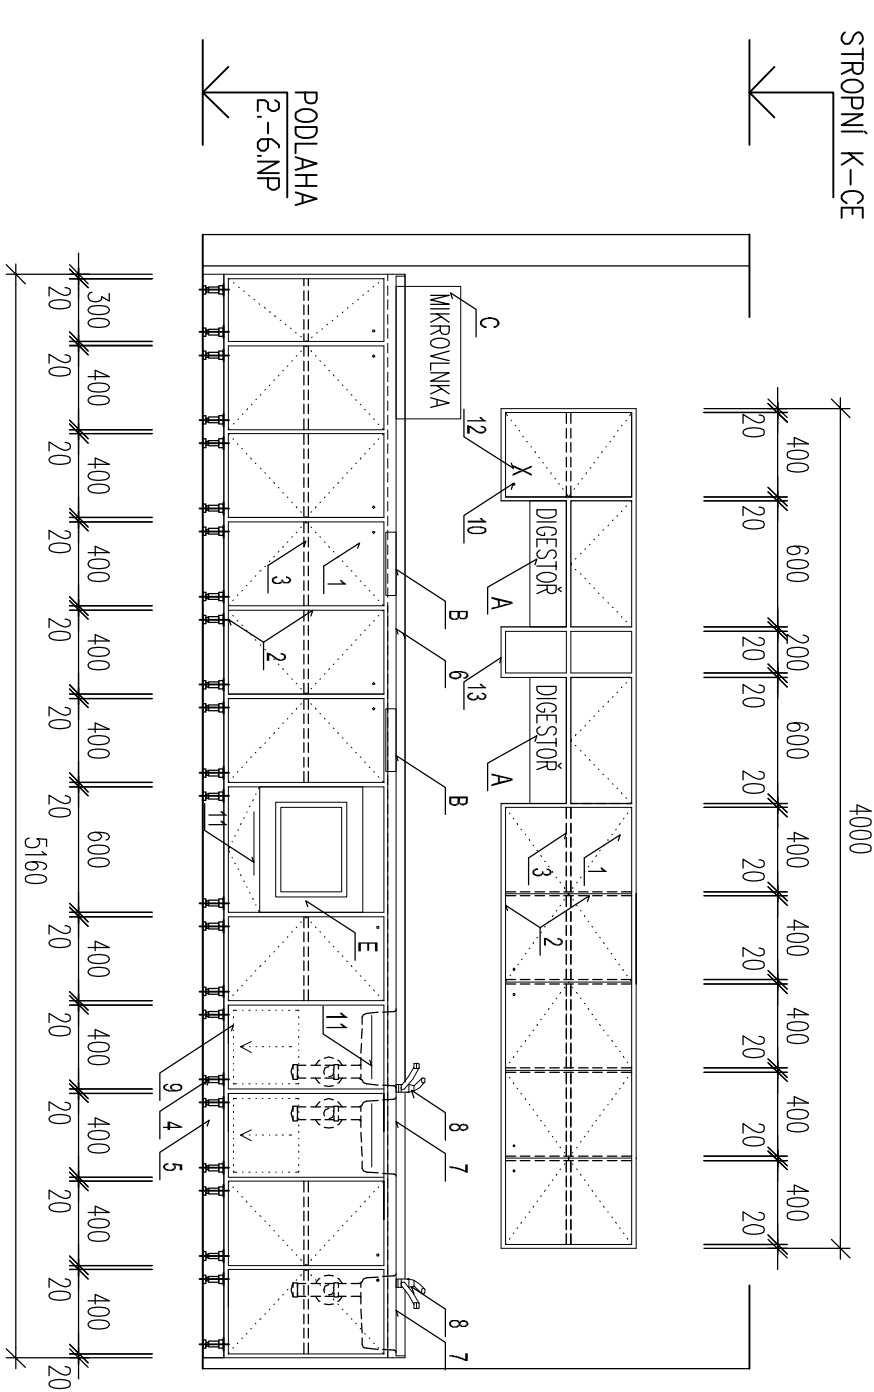 STROPNÍ K-CE
4000
400 600 200 600 400 400 400 400 400
20 20 20 20 20 20 20 20 20 20
1
3 2
DIGESTOŘ DIGESTOŘ
12 10 A 13 A
C
MIKROVLNKA
B 6 B 8 7 8 7
E
1 11
3 2
11
9 4 5
PODLAHA
2.-6.NP
300 400 400 400 400 400 600 400 400 400 400 400
20 20 20 20 20 20 20 20 20 20 20 20 20
5160